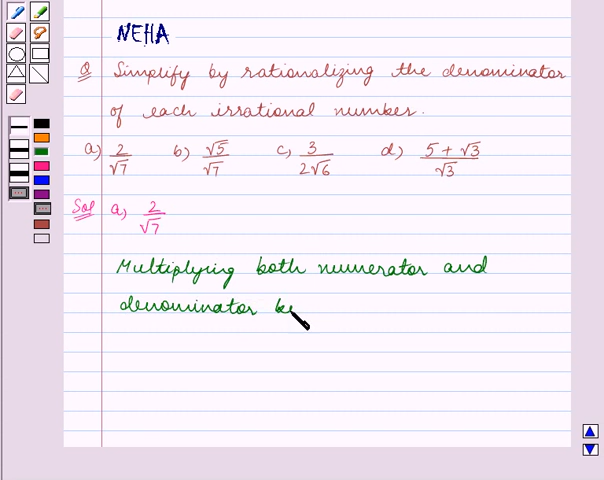 NEHA
Q Simplify by rationalizing the denominator
of each irrational number.
a) 2/√7 b) √5/√7 c, 3/2√6 d) 5 + √3/√3
Sol a, 2/√7
Multiplying both numerator and
denominator by